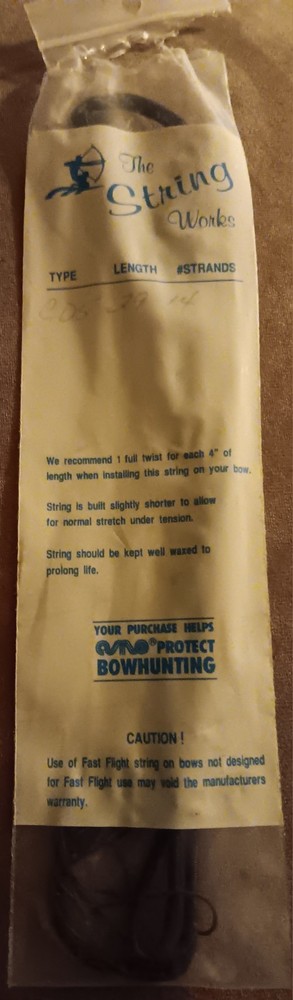 The
String
Works
TYPE LENGTH #STRANDS
14
We recommend 1 full twist for each 4" of
length when installing this string on your bow.
String is built slightly shorter to allow
for normal stretch under tension.
String should be kept well waxed to
prolong life.
YOUR PURCHASE HELPS
AMO® PROTECT
BOWHUNTING
CAUTION!
Use of Fast Flight string on bows not designed
for Fast Flight use may void the manufacturers
warranty.